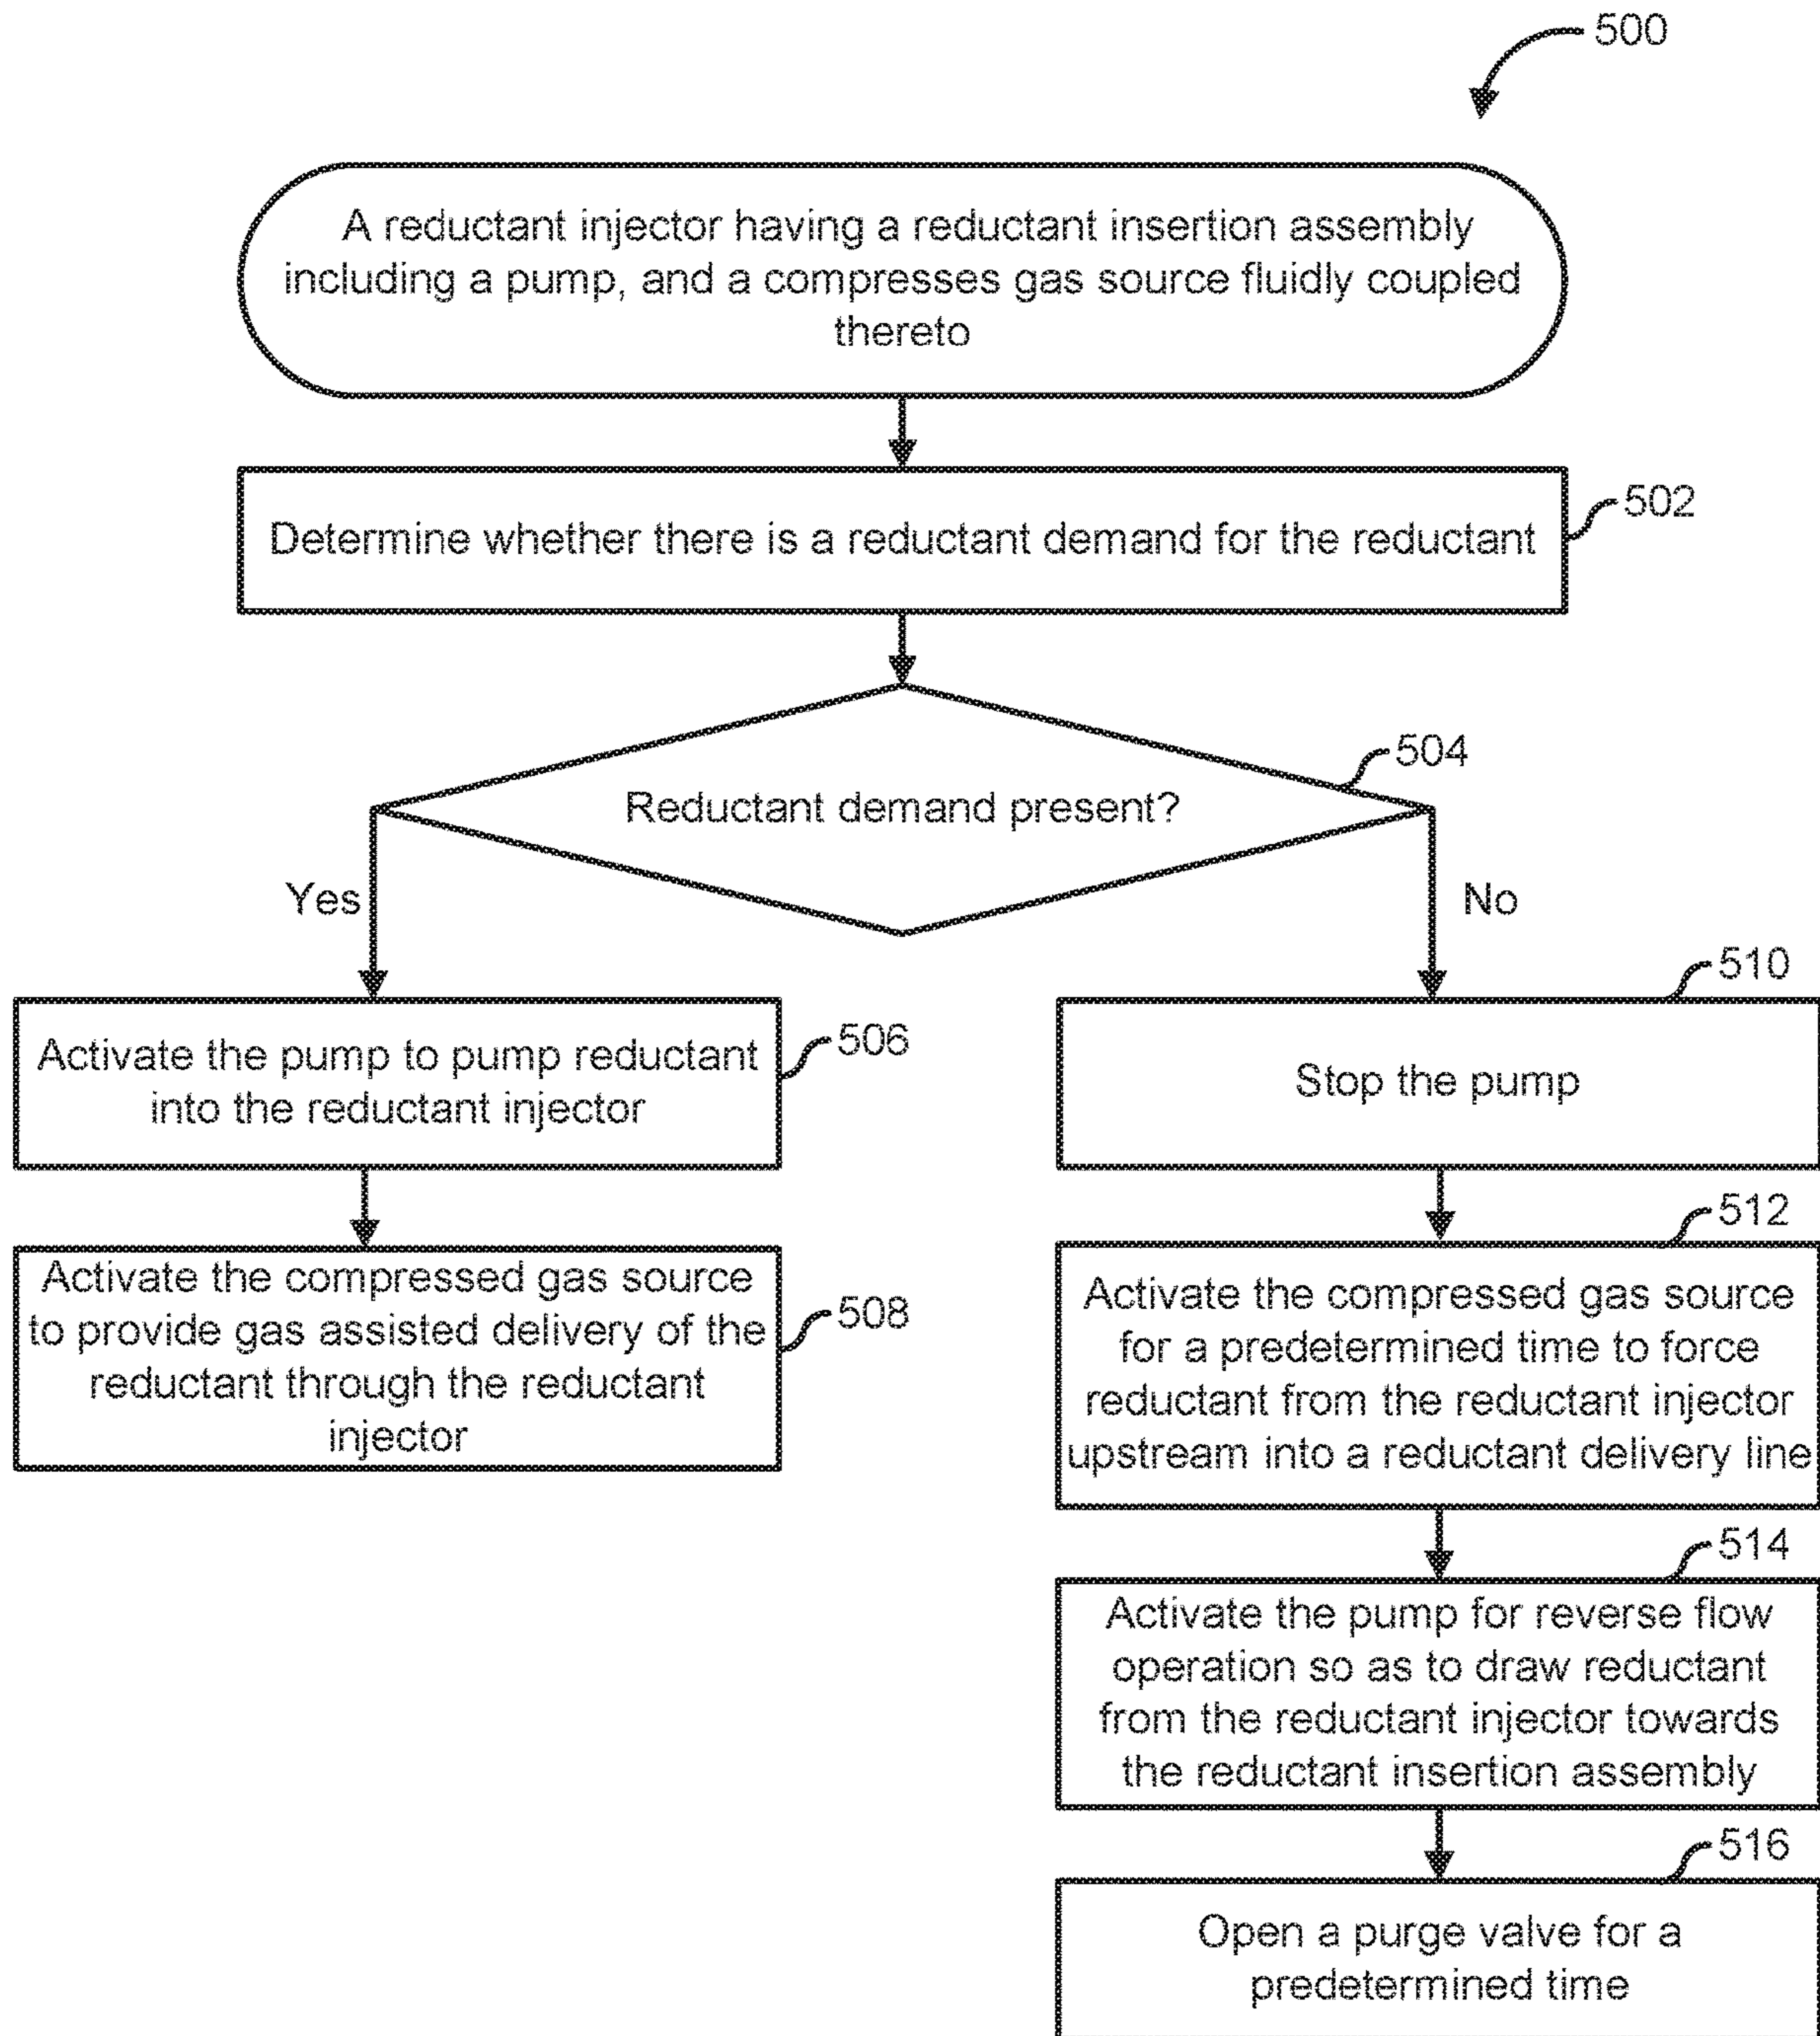 500
A reductant injector having a reductant insertion assembly
including a pump, and a compresses gas source fluidly coupled
thereto
502
Determine whether there is a reductant demand for the reductant
504
Reductant demand present?
Yes
No
506
Activate the pump to pump reductant
into the reductant injector
508
Activate the compressed gas source
to provide gas assisted delivery of the
reductant through the reductant
injector
510
Stop the pump
512
Activate the compressed gas source
for a predetermined time to force
reductant from the reductant injector
upstream into a reductant delivery line
514
Activate the pump for reverse flow
operation so as to draw reductant
from the reductant injector towards
the reductant insertion assembly
516
Open a purge valve for a
predetermined time